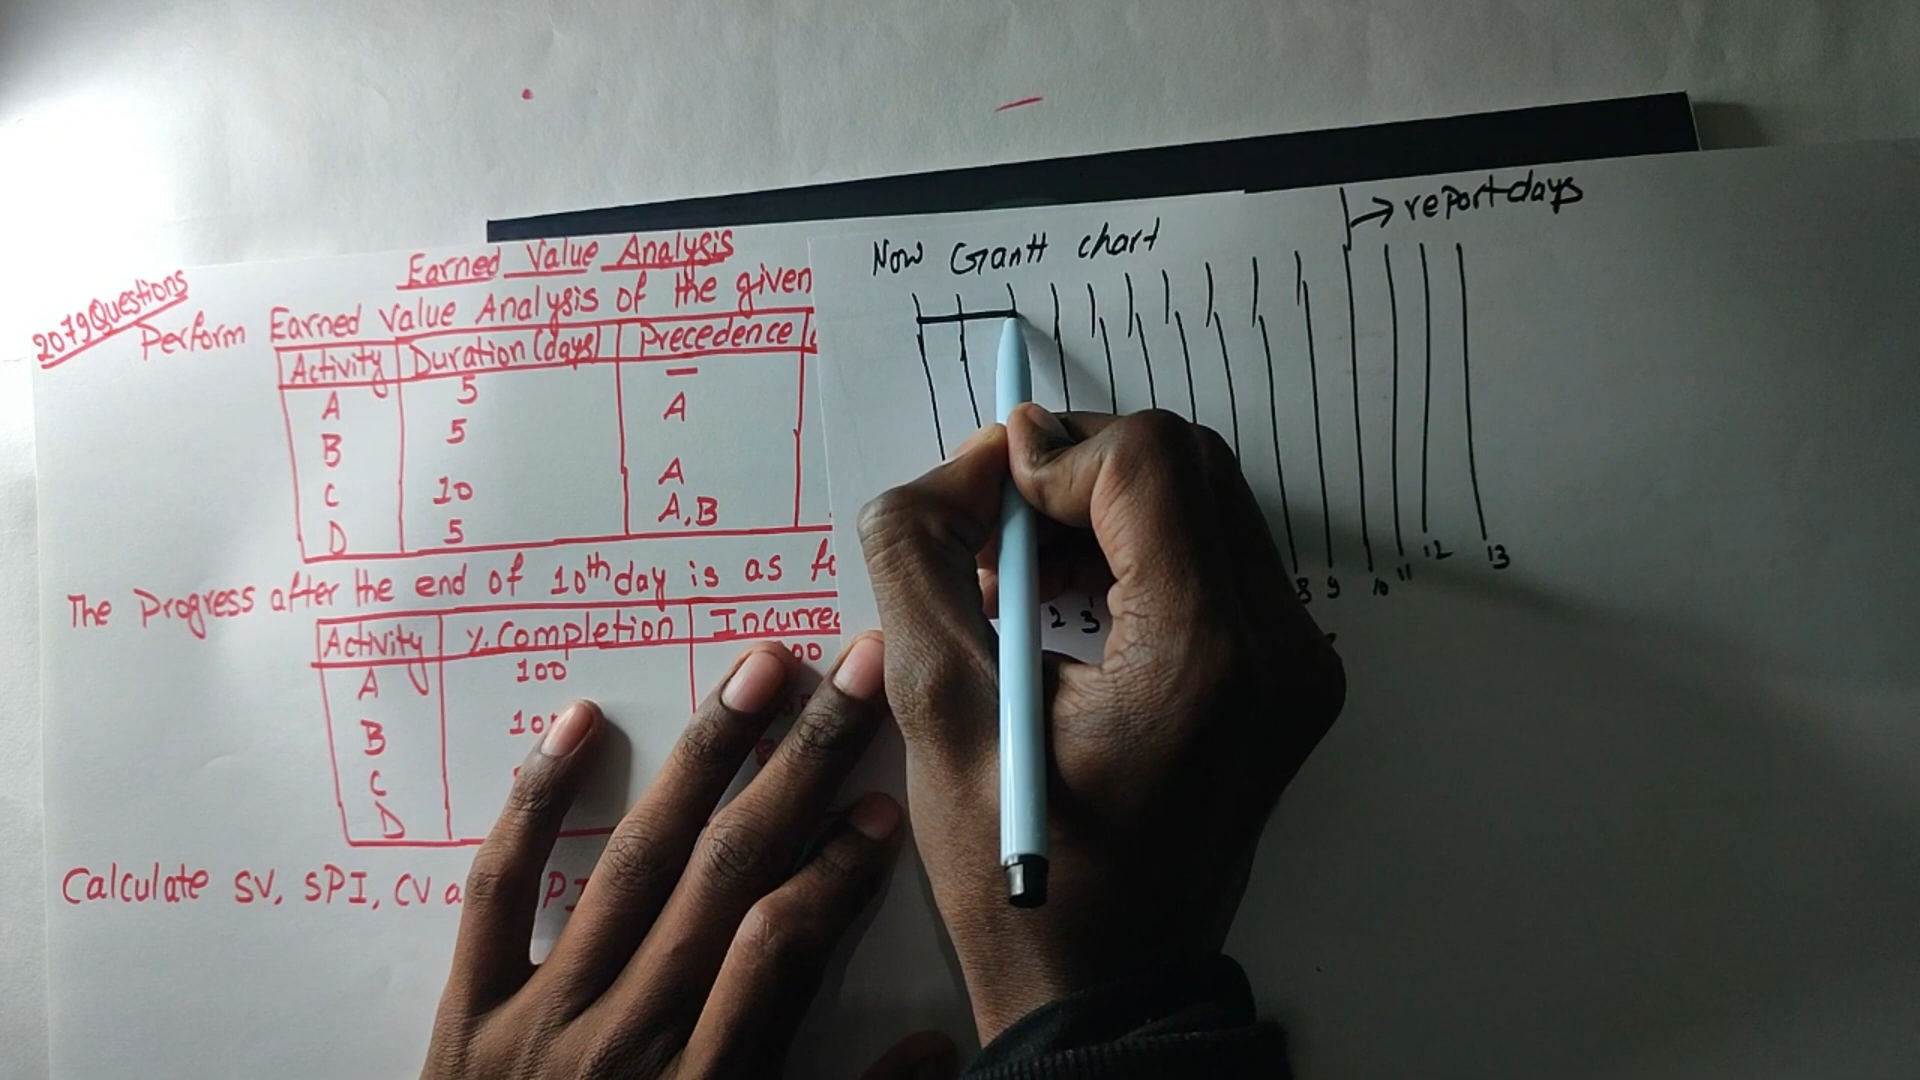 2079 Questions
Earned Value Analysis
Perform Earned Value Analysis of the given
Activity Duration (days) Precedence
A 5 —
B 5 A
C 10 A
D 5 A,B
The Progress after the end of 10th day is as
Activity %.Completion Incurred
A 100
B
C
D
Calculate SV, SPI, CV
Now Gantt chart
→ report days
2 3 8 9 10 11 12 13